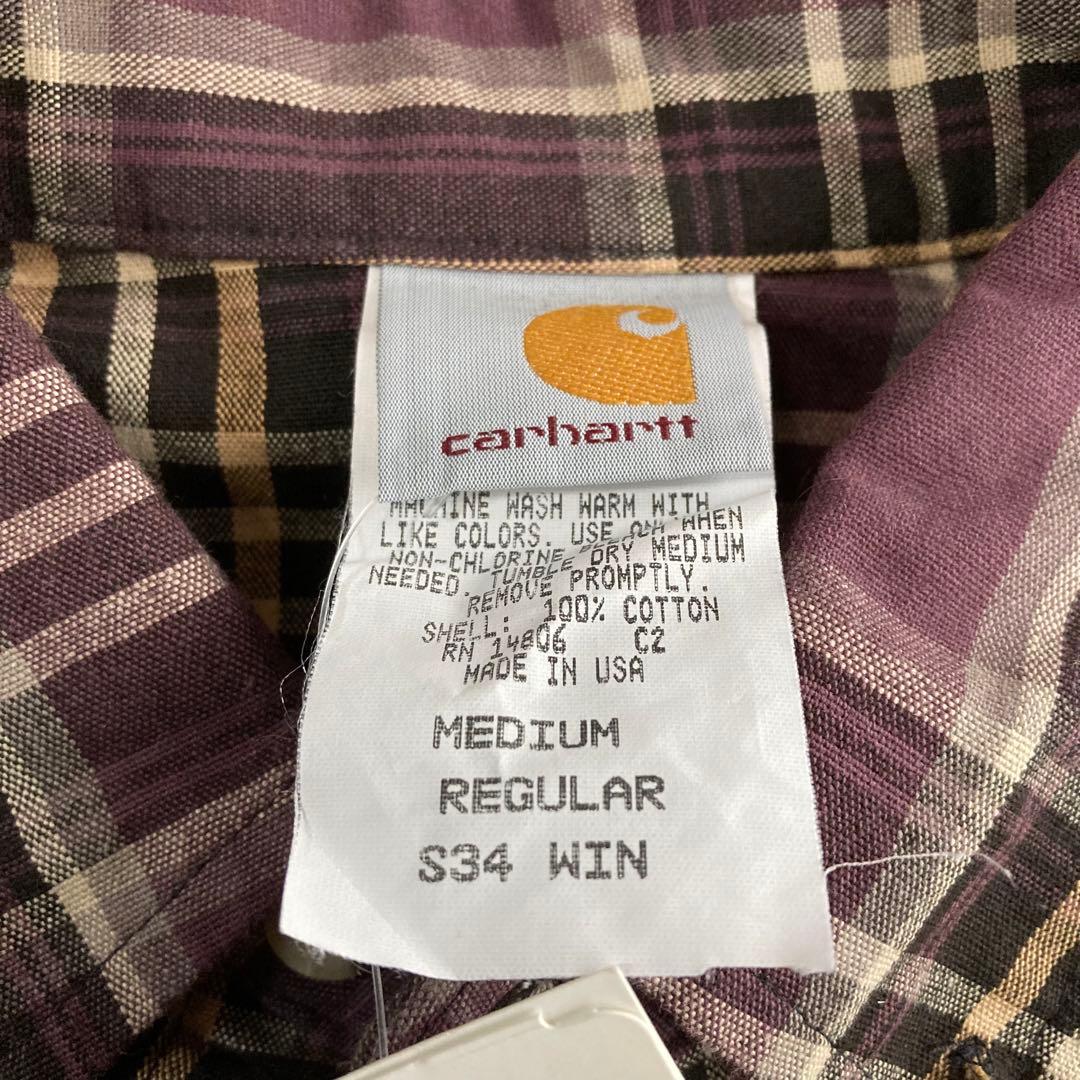 carhartt
MACHINE WASH WARM WITH
LIKE COLORS. USE ONLY WHEN
NON-CHLORINE BLEACH
NEEDED. TUMBLE DRY MEDIUM
REMOVE PROMPTLY.
SHELL: 100% COTTON
RN 14806 C2
MADE IN USA
MEDIUM
REGULAR
S34 WIN